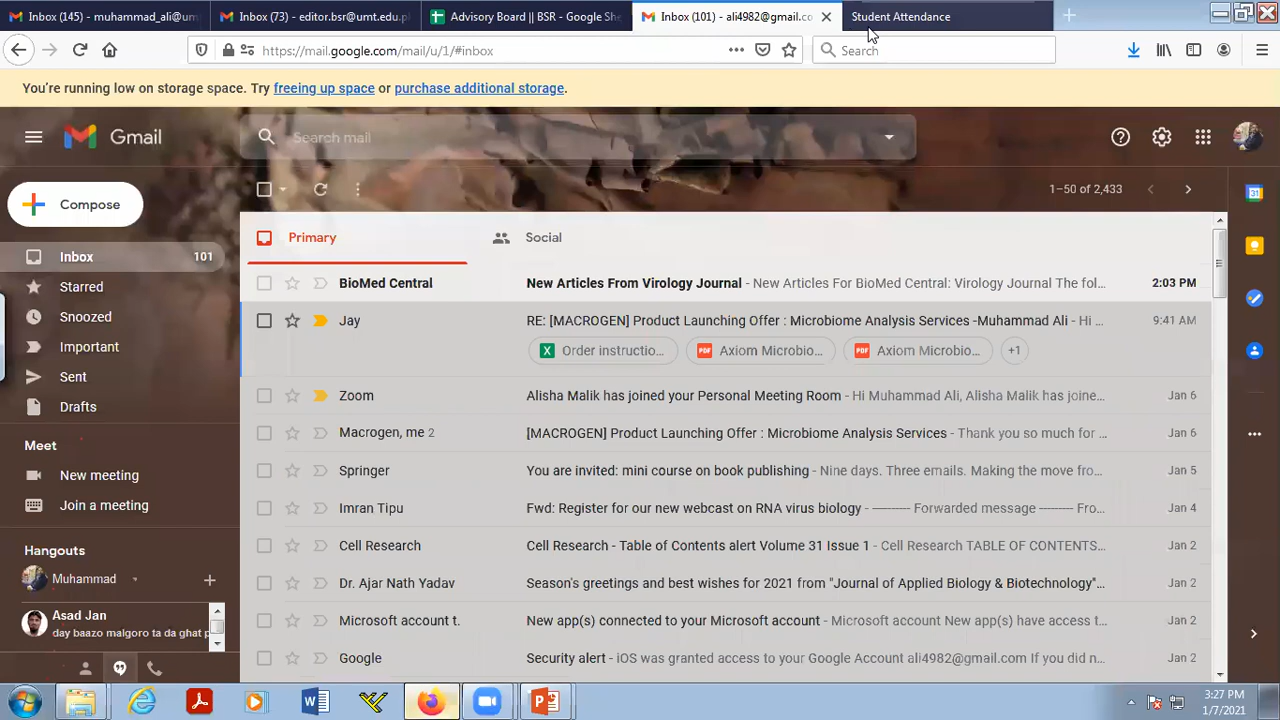 Inbox (145) - muhammad_ali@um
Inbox (73) - editor.bsr@umt.edu.p
Advisory Board || BSR - Google She
Inbox (101) - ali4982@gmail.co
Student Attendance
https://mail.google.com/mail/u/1/#inbox
Search
You're running low on storage space. Try freeing up space or purchase additional storage.
Gmail
Search mail
Compose
1–50 of 2,433
Primary
Social
Inbox 101
Starred
Snoozed
Important
Sent
Drafts
Meet
New meeting
Join a meeting
Hangouts
Muhammad
Asad Jan
day baazo malgoro ta da ghat p
BioMed Central New Articles From Virology Journal - New Articles For BioMed Central: Virology Journal The fol... 2:03 PM
Jay RE: [MACROGEN] Product Launching Offer : Microbiome Analysis Services -Muhammad Ali - Hi ... 9:41 AM
Order instructio... Axiom Microbio... Axiom Microbio... +1
Zoom Alisha Malik has joined your Personal Meeting Room - Hi Muhammad Ali, Alisha Malik has joine... Jan 6
Macrogen, me 2 [MACROGEN] Product Launching Offer : Microbiome Analysis Services - Thank you so much for ... Jan 6
Springer You are invited: mini course on book publishing - Nine days. Three emails. Making the move fro... Jan 5
Imran Tipu Fwd: Register for our new webcast on RNA virus biology - ---------- Forwarded message --------- Fro... Jan 4
Cell Research Cell Research - Table of Contents alert Volume 31 Issue 1 - Cell Research TABLE OF CONTENTS... Jan 2
Dr. Ajar Nath Yadav Season's greetings and best wishes for 2021 from "Journal of Applied Biology & Biotechnology"... Jan 2
Microsoft account t. New app(s) connected to your Microsoft account - Microsoft account New app(s) have access t... Jan 2
Google Security alert - iOS was granted access to your Google Account ali4982@gmail.com If you did n... Jan 2
3:27 PM
1/7/2021